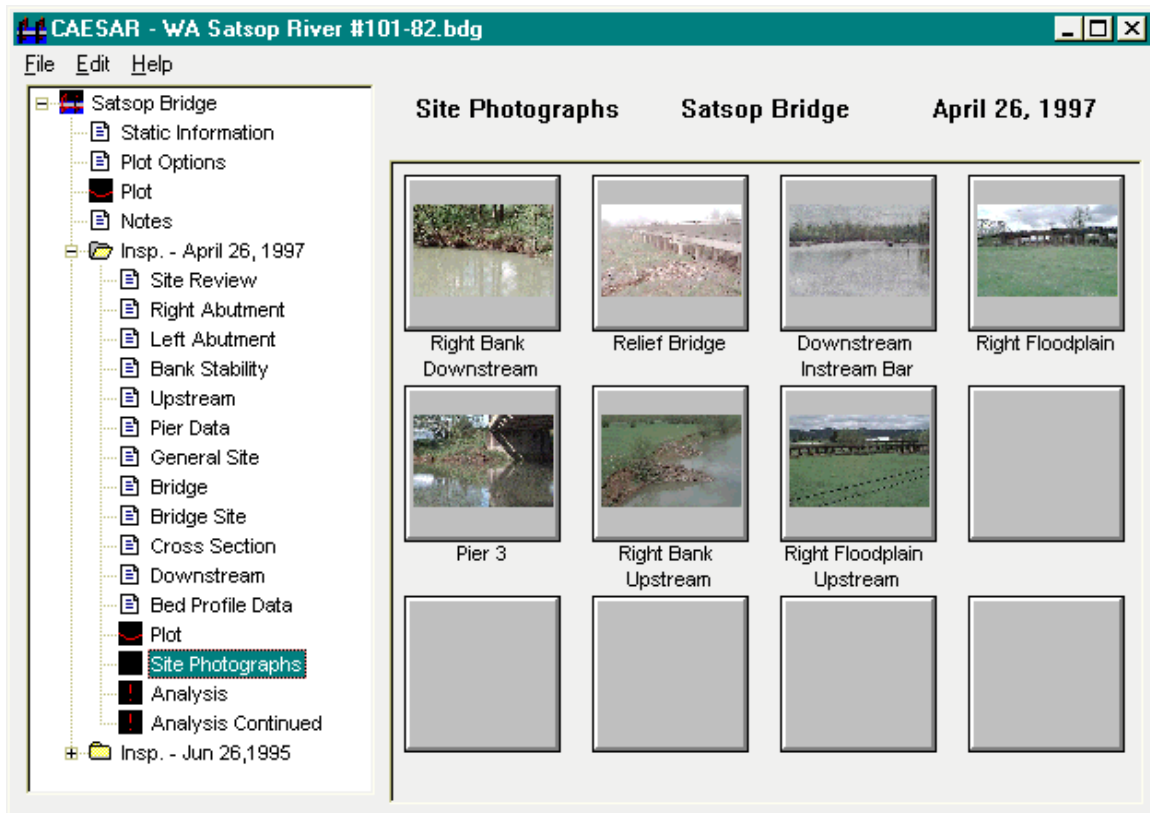 CAESAR - WA Satsop River #101-82.bdg
File Edit Help
Satsop Bridge
Static Information
Plot Options
Plot
Notes
Insp. - April 26,1997
Site Review
Right Abutment
Left Abutment
Bank Stability
Upstream
Pier Data
General Site
Bridge
Bridge Site
Cross Section
Downstream
Bed Profile Data
Plot
Site Photographs
Analysis
Analysis Continued
Insp. - Jun 26,1995
Site Photographs Satsop Bridge April 26, 1997
Right Bank
Downstream
Relief Bridge
Downstream
Instream Bar
Right Floodplain
Pier 3
Right Bank
Upstream
Right Floodplain
Upstream